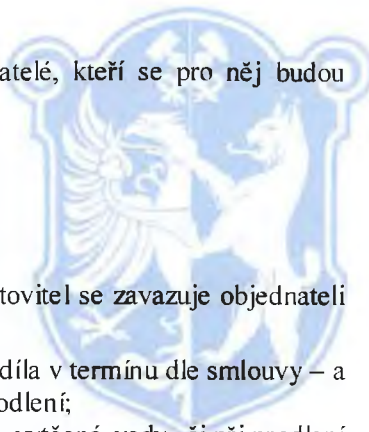 atelé, kteří se pro něj budou
tovitel se zavazuje objednateli
díla v termínu dle smlouvy – a
odlení;